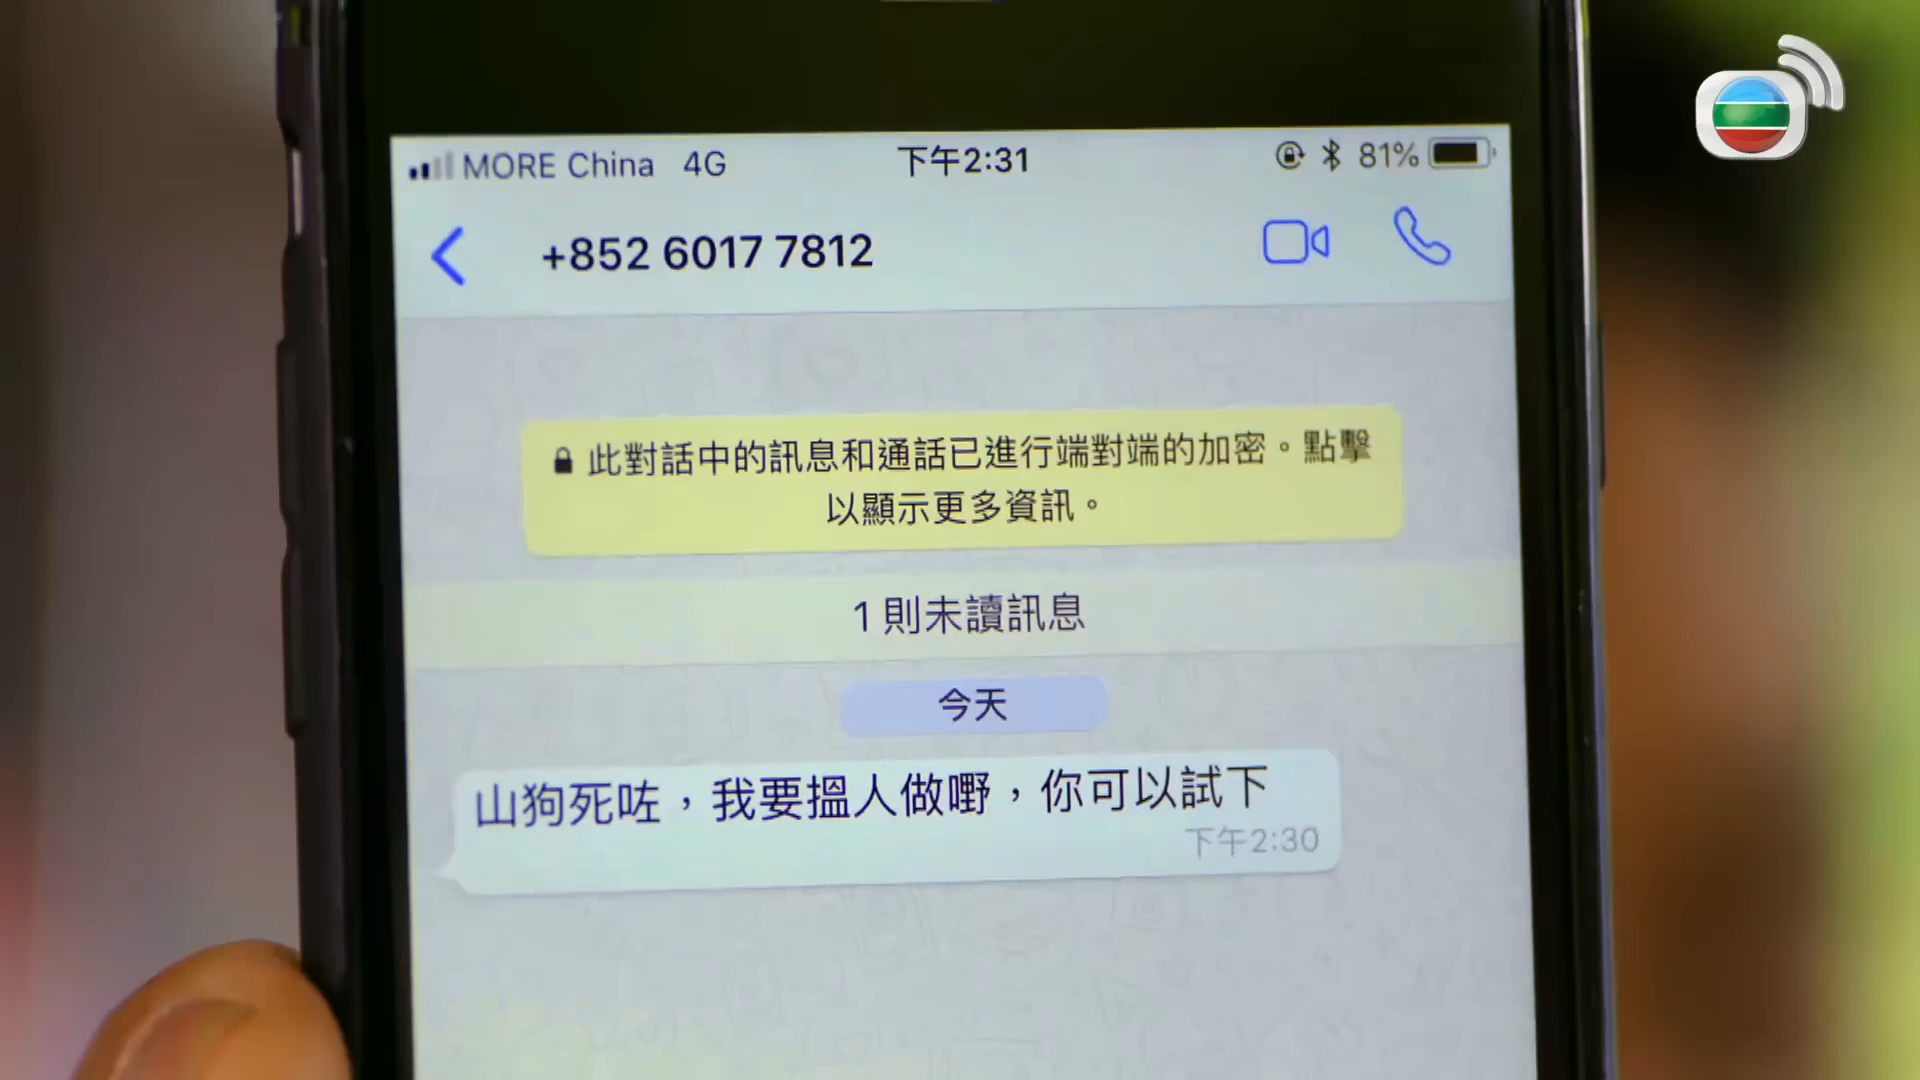 MORE China 4G 下午2:31 81%
+852 6017 7812
此對話中的訊息和通話已進行端對端的加密。點擊
以顯示更多資訊。
1 則未讀訊息
今天
山狗死咗，我要搵人做嘢，你可以試下
下午2:30